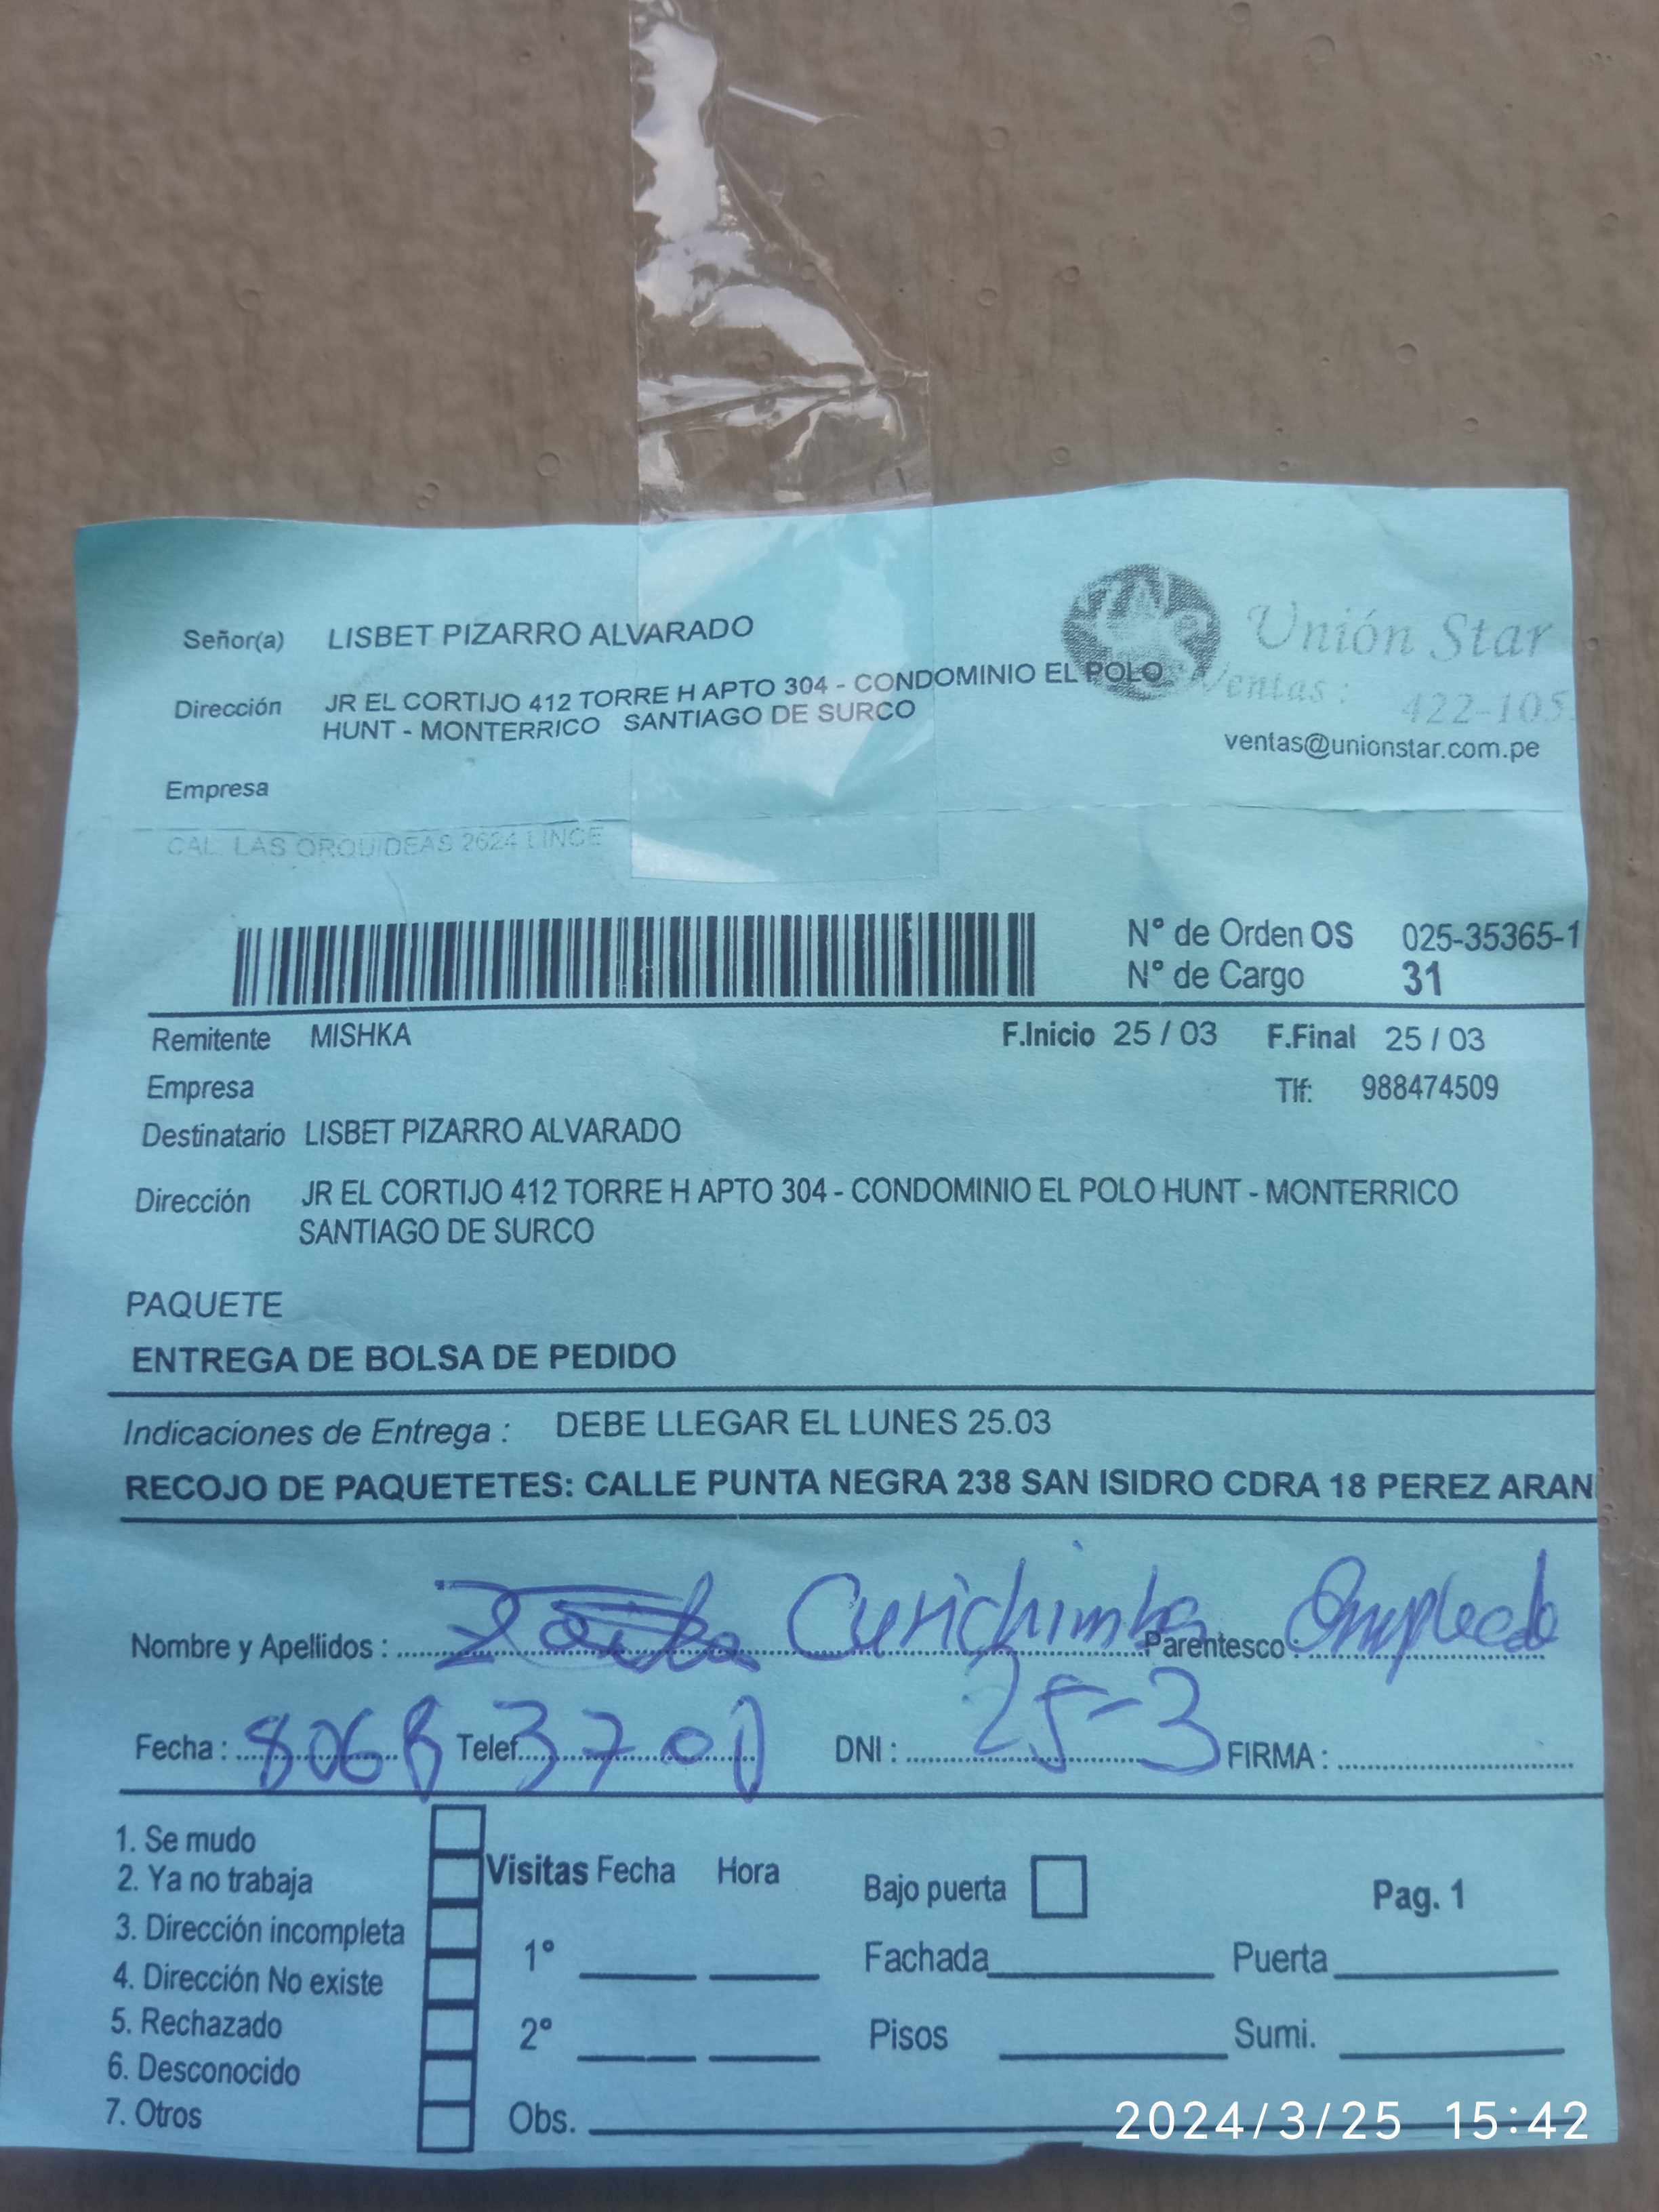 Señor(a) LISBET PIZARRO ALVARADO
Unión Star
Dirección JR EL CORTIJO 412 TORRE H APTO 304 - CONDOMINIO EL POLO
HUNT - MONTERRICO SANTIAGO DE SURCO
Ventas : 422-105
ventas@unionstar.com.pe
Empresa
CAL. LAS ORQUIDEAS 2624 LINCE
N° de Orden OS 025-35365-1
N° de Cargo 31
Remitente MISHKA F.Inicio 25 / 03 F.Final 25 / 03
Empresa Tlf: 988474509
Destinatario LISBET PIZARRO ALVARADO
Dirección JR EL CORTIJO 412 TORRE H APTO 304 - CONDOMINIO EL POLO HUNT - MONTERRICO
SANTIAGO DE SURCO
PAQUETE
ENTREGA DE BOLSA DE PEDIDO
Indicaciones de Entrega : DEBE LLEGAR EL LUNES 25.03
RECOJO DE PAQUETETES: CALLE PUNTA NEGRA 238 SAN ISIDRO CDRA 18 PEREZ ARAN
Nombre y Apellidos : Curichimba Parentesco : Empleado
Fecha : 8068 Telef. 3700 DNI : 25-3 FIRMA :
1. Se mudo
2. Ya no trabaja
3. Dirección incompleta
4. Dirección No existe
5. Rechazado
6. Desconocido
7. Otros
Visitas Fecha Hora
1°
2°
Obs.
Bajo puerta Pag. 1
Fachada Puerta
Pisos Sumi.
2024/3/25 15:42